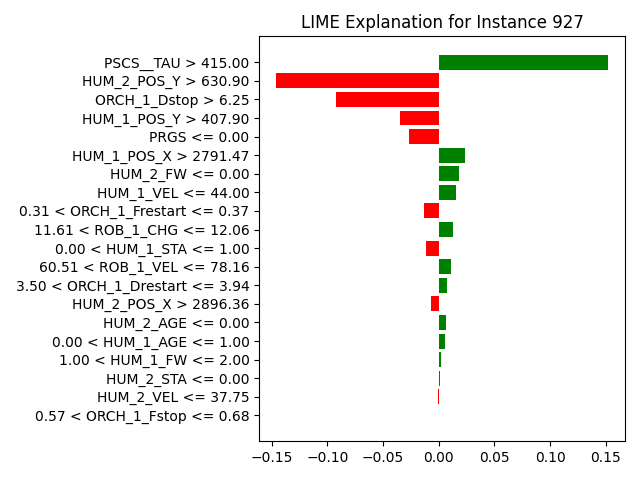 LIME Explanation for Instance 927
PSCS__TAU > 415.00
HUM_2_POS_Y > 630.90
ORCH_1_Dstop > 6.25
HUM_1_POS_Y > 407.90
PRGS <= 0.00
HUM_1_POS_X > 2791.47
HUM_2_FW <= 0.00
HUM_1_VEL <= 44.00
0.31 < ORCH_1_Frestart <= 0.37
11.61 < ROB_1_CHG <= 12.06
0.00 < HUM_1_STA <= 1.00
60.51 < ROB_1_VEL <= 78.16
3.50 < ORCH_1_Drestart <= 3.94
HUM_2_POS_X > 2896.36
HUM_2_AGE <= 0.00
0.00 < HUM_1_AGE <= 1.00
1.00 < HUM_1_FW <= 2.00
HUM_2_STA <= 0.00
HUM_2_VEL <= 37.75
0.57 < ORCH_1_Fstop <= 0.68
−0.15 −0.10 −0.05 0.00 0.05 0.10 0.15